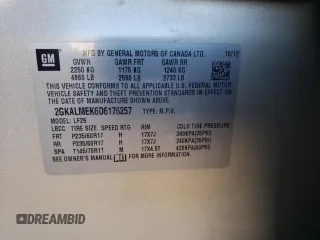 GM
MFD BY GENERAL MOTORS OF CANADA LTD. 10/12
GVWR GAWR FRT GAWR RR
2250 KG 1175 KG 1240 KG
4960 LB 2590 LB 2733 LB
THIS VEHICLE CONFORMS TO ALL APPLICABLE U.S. FEDERAL MOTOR
VEHICLE SAFETY, BUMPER, AND THEFT PREVENTION STANDARDS IN
EFFECT ON THE DATE OF MANUFACTURE SHOWN ABOVE.
2GKALMEK6D6176257 TYPE: M.P.V.
MODEL: LF26
LOCC TIRE SIZE SPEED RTG RIM COLD TIRE
FRT P235/60R17 H 17X7J 240KPA(35PSI)
RR P235/60R17 H 17X7J 240KPA(35PSI)
SPA T145/70R17 M 17X4.5T 420KPA(60PSI)
SEE OWNER'S MANUAL FOR MORE INFORMATION.
© DEALERBID AMID